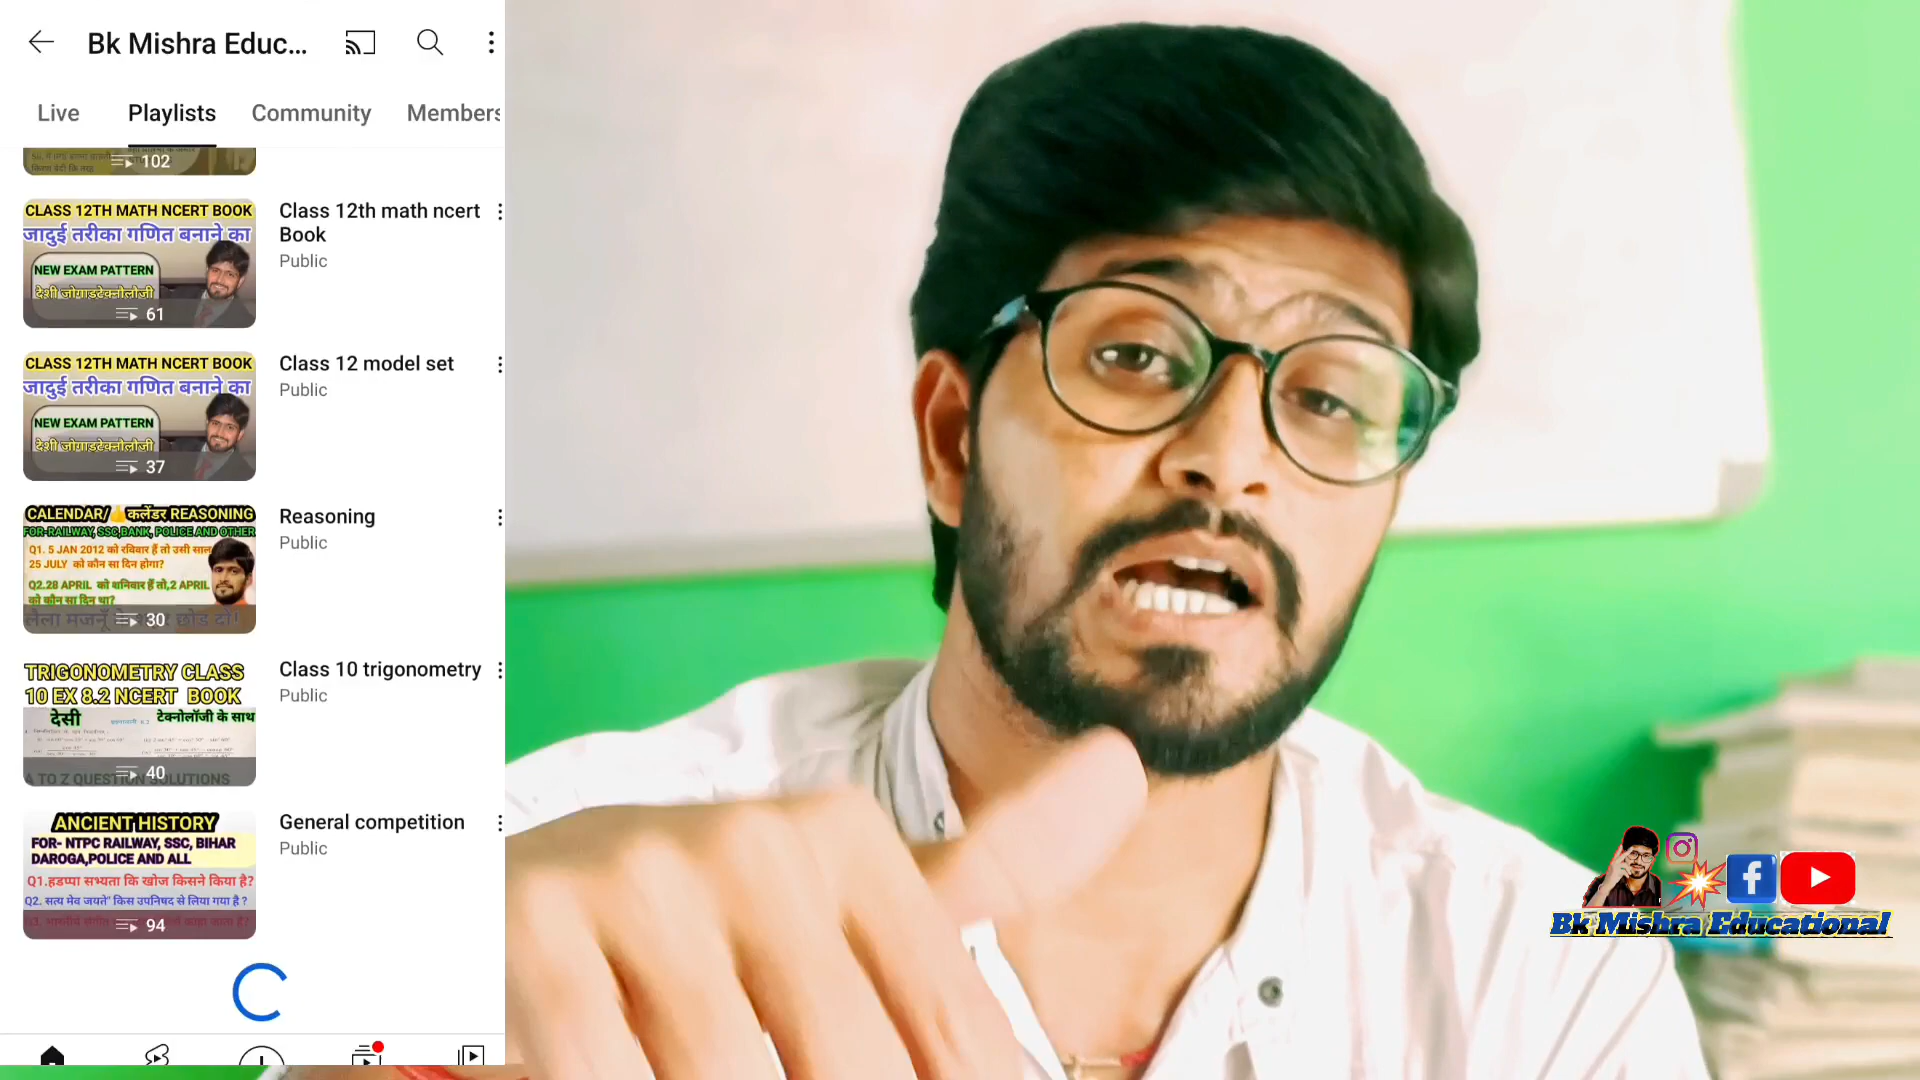 Bk Mishra Educ...
Live
Playlists
Community
Members
102
CLASS 12TH MATH NCERT BOOK
जादुई तरीका गणित बनाने का
NEW EXAM PATTERN
देशी जोगाड टेक्नोलौजी
61
Class 12th math ncert
Book
Public
CLASS 12TH MATH NCERT BOOK
जादुई तरीका गणित बनाने का
NEW EXAM PATTERN
देशी जोगाड टेक्नोलौजी
37
Class 12 model set
Public
CALENDAR/👍कलेंडर REASONING
FOR-RAILWAY, SSC,BANK, POLICE AND OTHER
Q1. 5 JAN 2012 को रविवार हैं तो उसी साल
25 JULY को कौन सा दिन होगा?
Q2.28 APRIL को शनिवार हैं तो,2 APRIL
को कौन सा दिन था?
लैला मजनूँ छोड दो!
30
Reasoning
Public
TRIGONOMETRY CLASS
10 EX 8.2 NCERT BOOK
देसी
टेक्नोलॉजी के साथ
A TO Z QUESTION SOLUTIONS
40
Class 10 trigonometry
Public
ANCIENT HISTORY
FOR- NTPC RAILWAY, SSC, BIHAR
DAROGA,POLICE AND ALL
Q1.हडप्पा सभ्यता कि खोज किसने किया है?
Q2. सत्य मेव जयते" किस उपनिषद से लिया गया है ?
94
General competition
Public
Bk Mishra Educational